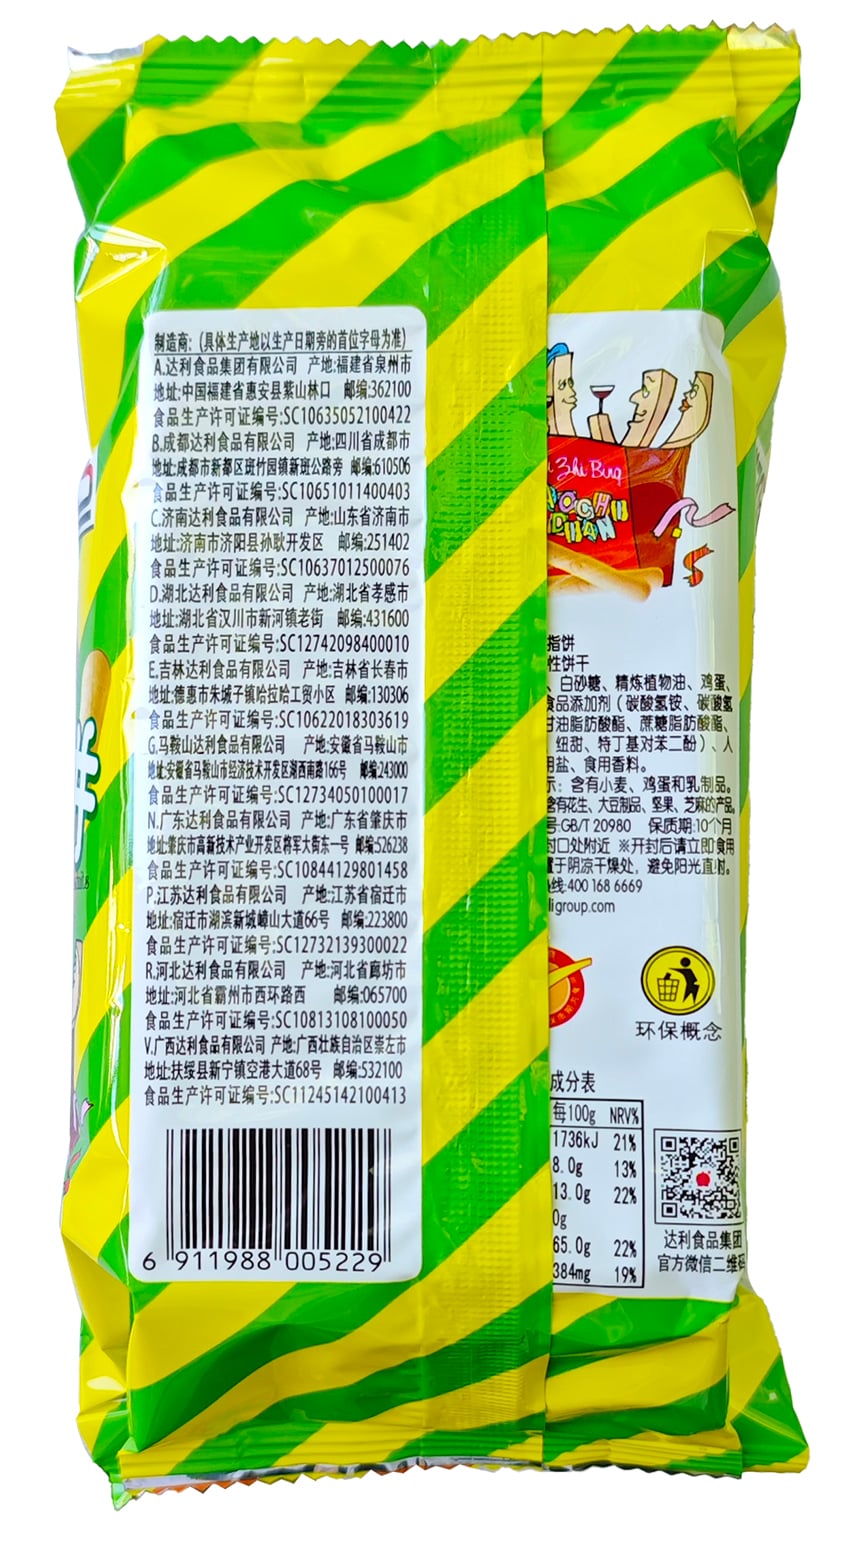 制造商:(具体生产地以生产日期旁的首位字母为准)
A.达利食品集团有限公司 产地:福建省泉州市
地址:中国福建省惠安县紫山林口 邮编:362100
食品生产许可证编号:SC10635052100422
B.成都达利食品有限公司 产地:四川省成都市
地址:成都市新都区斑竹园镇新斑公路旁 邮编:610506
食品生产许可证编号:SC10651011400403
C.济南达利食品有限公司 产地:山东省济南市
地址:济南市济阳县孙耿开发区 邮编:251402
食品生产许可证编号:SC10637012500076
D.湖北达利食品有限公司 产地:湖北省孝感市
地址:湖北省汉川市新河镇老街 邮编:431600
食品生产许可证编号:SC12742098400010
E.吉林达利食品有限公司 产地:吉林省长春市
地址:德惠市朱城子镇哈拉哈工贸小区 邮编:130306
食品生产许可证编号:SC10622018303619
G.马鞍山达利食品有限公司 产地:安徽省马鞍山市
地址:安徽省马鞍山市经济技术开发区湖西南路166号 邮编:243000
食品生产许可证编号:SC12734050100017
N.广东达利食品有限公司 产地:广东省肇庆市
地址:肇庆市高新技术产业开发区将军大街东一号 邮编:526238
食品生产许可证编号:SC10844129801458
P.江苏达利食品有限公司 产地:江苏省宿迁市
地址:宿迁市湖滨新城嶂山大道66号 邮编:223800
食品生产许可证编号:SC12732139300022
R.河北达利食品有限公司 产地:河北省廊坊市
地址:河北省霸州市西环路西 邮编:065700
食品生产许可证编号:SC10813108100050
V.广西达利食品有限公司 产地:广西壮族自治区崇左市
地址:扶绥县新宁镇空港大道68号 邮编:532100
食品生产许可证编号:SC11245142100413
6 911988 005229
Zhi Bing
指饼
性饼干
、白砂糖、精炼植物油、鸡蛋、
食品添加剂(碳酸氢铵、碳酸氢
甘油脂肪酸酯、蔗糖脂肪酸酯、
纽甜、特丁基对苯二酚)、人
用盐、食用香料。
示:含有小麦、鸡蛋和乳制品。
含有花生、大豆制品、坚果、芝麻的产品。
号:GB/T 20980 保质期:10个月
封口处附近 ※开封后请立即食用
置于阴凉干燥处,避免阳光直射。
线:400 168 6669
ligroup.com
环保概念
成分表
每100g NRV%
1736kJ 21%
8.0g 13%
13.0g 22%
0g
65.0g 22%
384mg 19%
达利食品集团
官方微信二维码